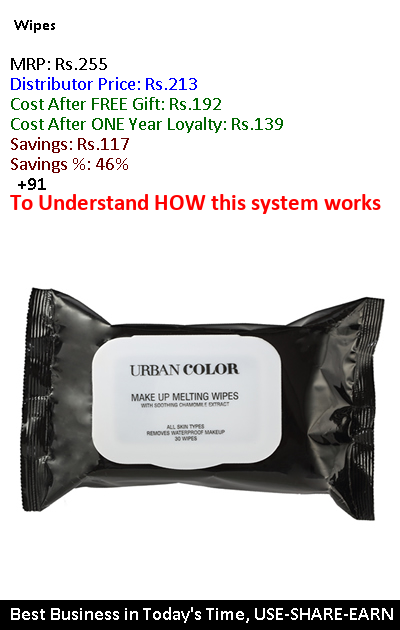 Wipes
MRP: Rs.255
Distributor Price: Rs.213
Cost After FREE Gift: Rs.192
Cost After ONE Year Loyalty: Rs.139
Savings: Rs.117
Savings %: 46%
+91
To Understand HOW this system works
URBAN COLOR
MAKE UP MELTING WIPES
WITH SOOTHING CHAMOMILE EXTRACT
ALL SKIN TYPES
REMOVES WATERPROOF MAKEUP
30 WIPES
Best Business in Today's Time, USE-SHARE-EARN